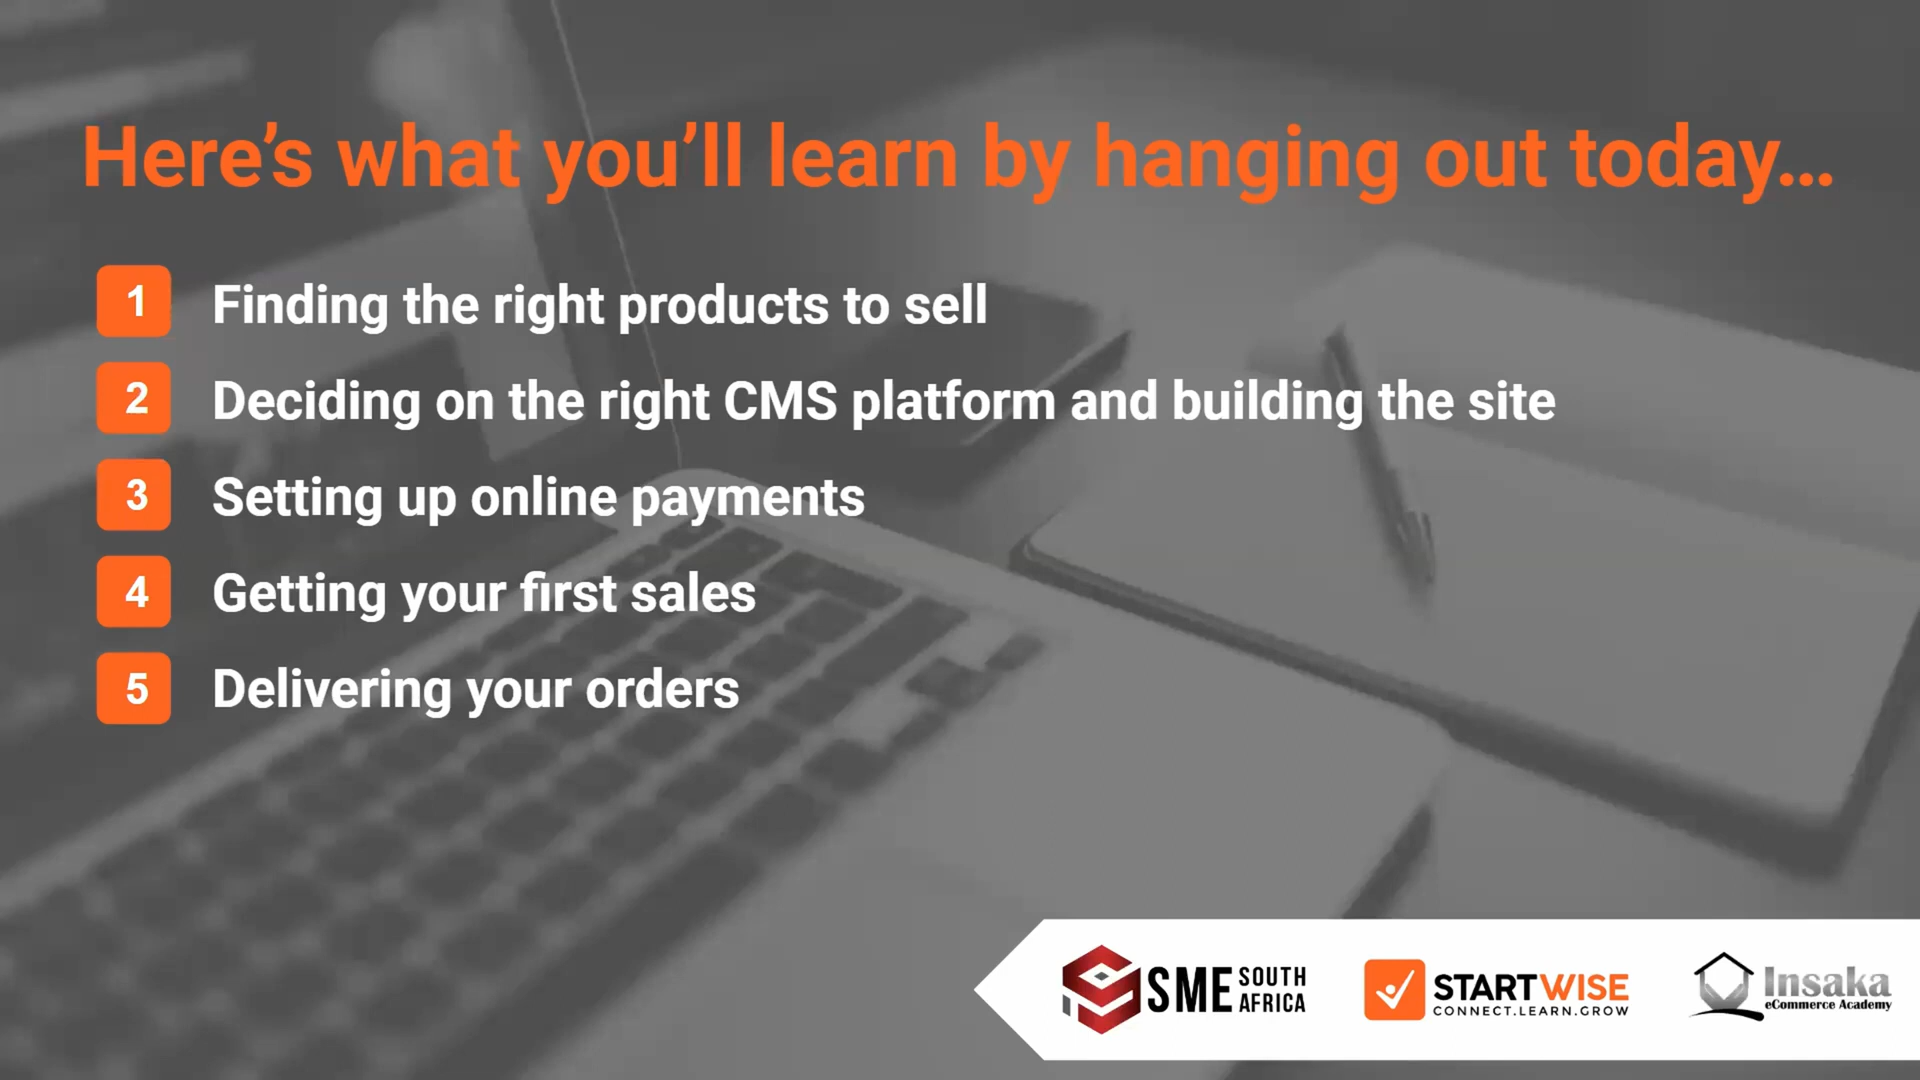 Here’s what you’ll learn by hanging out today...
1 Finding the right products to sell
2 Deciding on the right CMS platform and building the site
3 Setting up online payments
4 Getting your first sales
5 Delivering your orders
SME SOUTH AFRICA
STARTWISE
CONNECT.LEARN.GROW
Insaka
eCommerce Academy